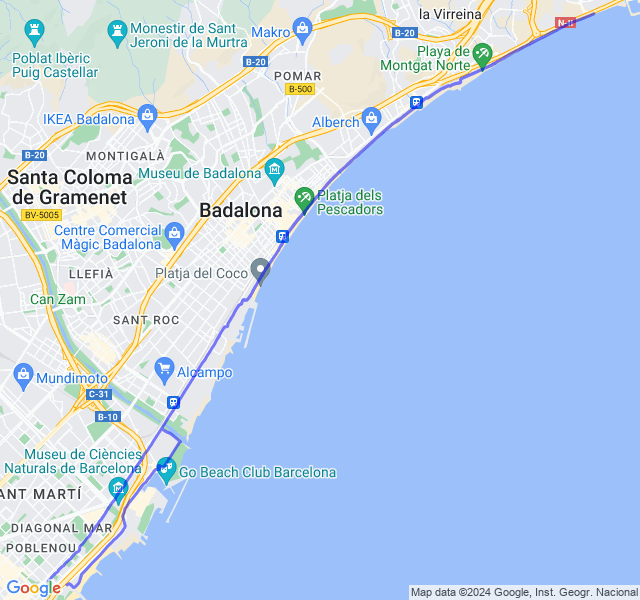 la Virreina
N-II
Monestir de Sant
Jeroni de la Murtra
Makro
B-20
Poblat Ibèric
Puig Castellar
Playa de
Montgat Norte
B-20
POMAR
B-500
IKEA Badalona
Alberch
B-20
MONTIGALÀ
Museu de Badalona
Santa Coloma
de Gramenet
BV-5005
Badalona
Platja dels
Pescadors
Centre Comercial
Màgic Badalona
LLEFIÀ
Platja del Coco
Can Zam
SANT ROC
Mundimoto
Alcampo
C-31
B-10
Museu de Ciències
Naturals de Barcelona
Go Beach Club Barcelona
ANT MARTÍ
DIAGONAL MAR
POBLENOU
Google
Map data ©2024 Google, Inst. Geogr. Nacional